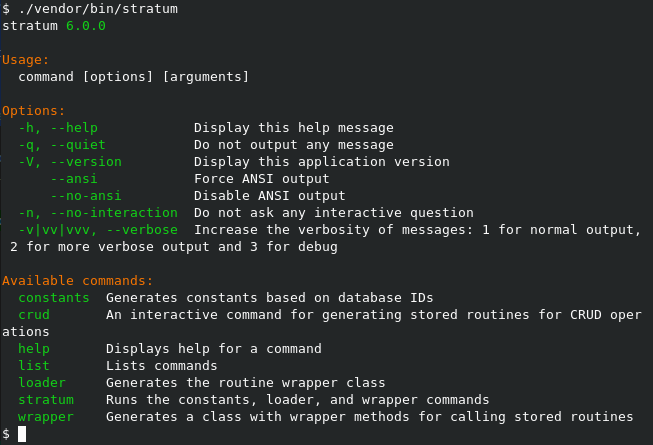 $ ./vendor/bin/stratum
stratum 6.0.0

Usage:
  command [options] [arguments]

Options:
  -h, --help            Display this help message
  -q, --quiet           Do not output any message
  -V, --version         Display this application version
      --ansi            Force ANSI output
      --no-ansi         Disable ANSI output
  -n, --no-interaction  Do not ask any interactive question
  -v|vv|vvv, --verbose  Increase the verbosity of messages: 1 for normal output,
 2 for more verbose output and 3 for debug

Available commands:
  constants  Generates constants based on database IDs
  crud       An interactive command for generating stored routines for CRUD oper
ations
  help       Displays help for a command
  list       Lists commands
  loader     Generates the routine wrapper class
  stratum    Runs the constants, loader, and wrapper commands
  wrapper    Generates a class with wrapper methods for calling stored routines
$